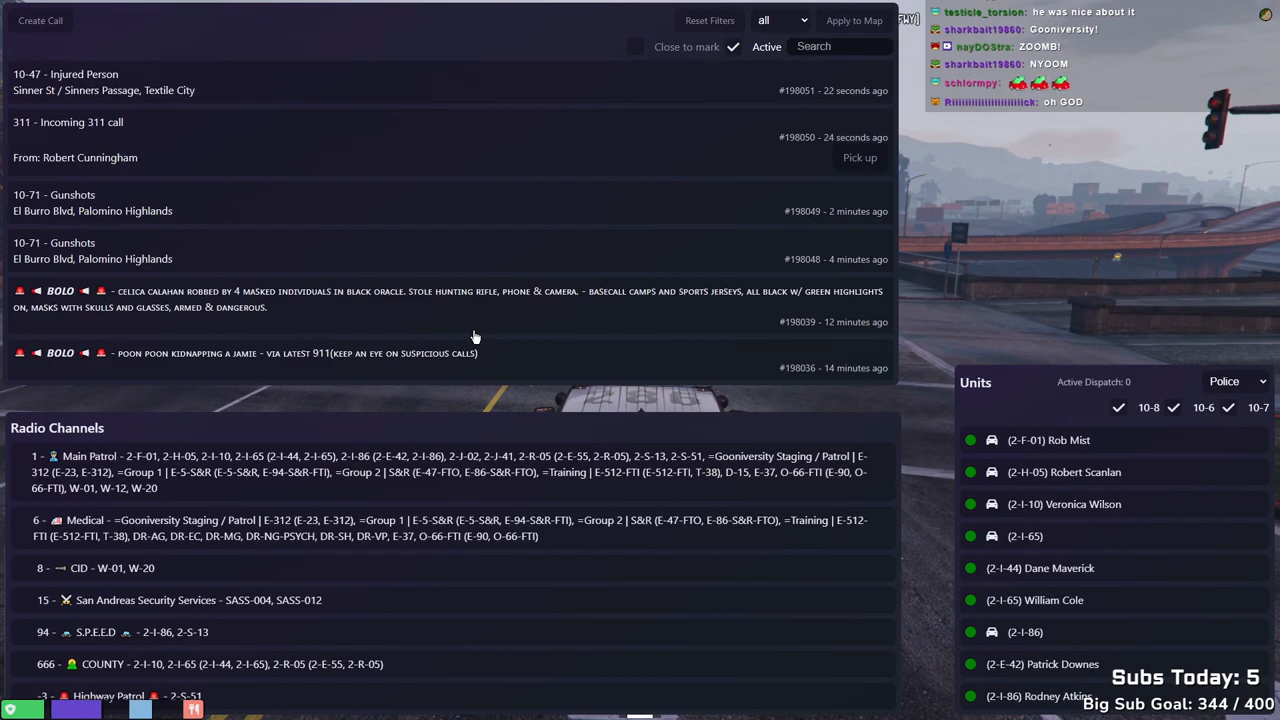 Create Call
Reset Filters
all
Apply to Map
FWY]
Close to mark
Active
Search
10-47 - Injured Person
Sinner St / Sinners Passage, Textile City
#198051 - 22 seconds ago
311 - Incoming 311 call
#198050 - 24 seconds ago
From: Robert Cunningham
Pick up
10-71 - Gunshots
El Burro Blvd, Palomino Highlands
#198049 - 2 minutes ago
10-71 - Gunshots
El Burro Blvd, Palomino Highlands
#198048 - 4 minutes ago
BOLO - CELICA CALAHAN ROBBED BY 4 MASKED INDIVIDUALS IN BLACK ORACLE. STOLE HUNTING RIFLE, PHONE & CAMERA. - BASECALL CAMPS AND SPORTS JERSEYS, ALL BLACK W/ GREEN HIGHLIGHTS
ON, MASKS WITH SKULLS AND GLASSES, ARMED & DANGEROUS.
#198039 - 12 minutes ago
BOLO - POON POON KIDNAPPING A JAMIE - VIA LATEST 911(KEEP AN EYE ON SUSPICIOUS CALLS)
#198036 - 14 minutes ago
testicle_torsion: he was nice about it
sharkbait19860: Gooniversity!
nayDOStra: ZOOMB!
sharkbait19860: NYOOM
schlormpy:
Riiiiiiiiiiiiiiiiiiick: oh GOD
Radio Channels
1 - Main Patrol - 2-F-01, 2-H-05, 2-I-10, 2-I-65 (2-I-44, 2-I-65), 2-I-86 (2-E-42, 2-I-86), 2-J-02, 2-J-41, 2-R-05 (2-E-55, 2-R-05), 2-S-13, 2-S-51, =Gooniversity Staging / Patrol | E-
312 (E-23, E-312), =Group 1 | E-5-S&R (E-5-S&R, E-94-S&R-FTI), =Group 2 | S&R (E-47-FTO, E-86-S&R-FTO), =Training | E-512-FTI (E-512-FTI, T-38), D-15, E-37, O-66-FTI (E-90, O-
66-FTI), W-01, W-12, W-20
6 - Medical - =Gooniversity Staging / Patrol | E-312 (E-23, E-312), =Group 1 | E-5-S&R (E-5-S&R, E-94-S&R-FTI), =Group 2 | S&R (E-47-FTO, E-86-S&R-FTO), =Training | E-512-
FTI (E-512-FTI, T-38), DR-AG, DR-EC, DR-MG, DR-NG-PSYCH, DR-SH, DR-VP, E-37, O-66-FTI (E-90, O-66-FTI)
8 - CID - W-01, W-20
15 - San Andreas Security Services - SASS-004, SASS-012
94 - S.P.E.E.D - 2-I-86, 2-S-13
666 - COUNTY - 2-I-10, 2-I-65 (2-I-44, 2-I-65), 2-R-05 (2-E-55, 2-R-05)
-3 - Highway Patrol - 2-S-51
Units
Active Dispatch: 0
Police
10-8
10-6
10-7
(2-F-01) Rob Mist
(2-H-05) Robert Scanlan
(2-I-10) Veronica Wilson
(2-I-65)
(2-I-44) Dane Maverick
(2-I-65) William Cole
(2-I-86)
(2-E-42) Patrick Downes
(2-I-86) Rodney Atkins
Subs Today: 5
Big Sub Goal: 344 / 400